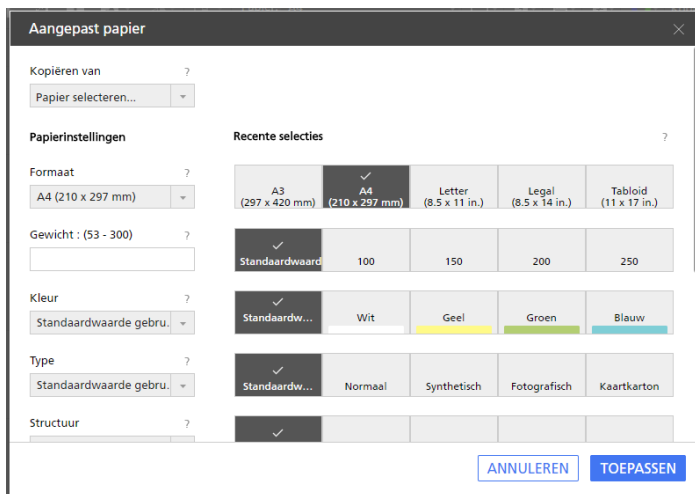 Aangepast papier
Kopiëren van ?
Papier selecteren...
Papierinstellingen
Recente selecties ?
Formaat ?
A4 (210 x 297 mm)
A3
(297 x 420 mm)
A4
(210 x 297 mm)
Letter
(8.5 x 11 in.)
Legal
(8.5 x 14 in.)
Tabloid
(11 x 17 in.)
Gewicht : (53 - 300) ?
Standaardwaard
100
150
200
250
Kleur ?
Standaardwaarde gebru.
Standaardw...
Wit
Geel
Groen
Blauw
Type ?
Standaardwaarde gebru.
Standaardw...
Normaal
Synthetisch
Fotografisch
Kaartkarton
Structuur ?
ANNULEREN
TOEPASSEN